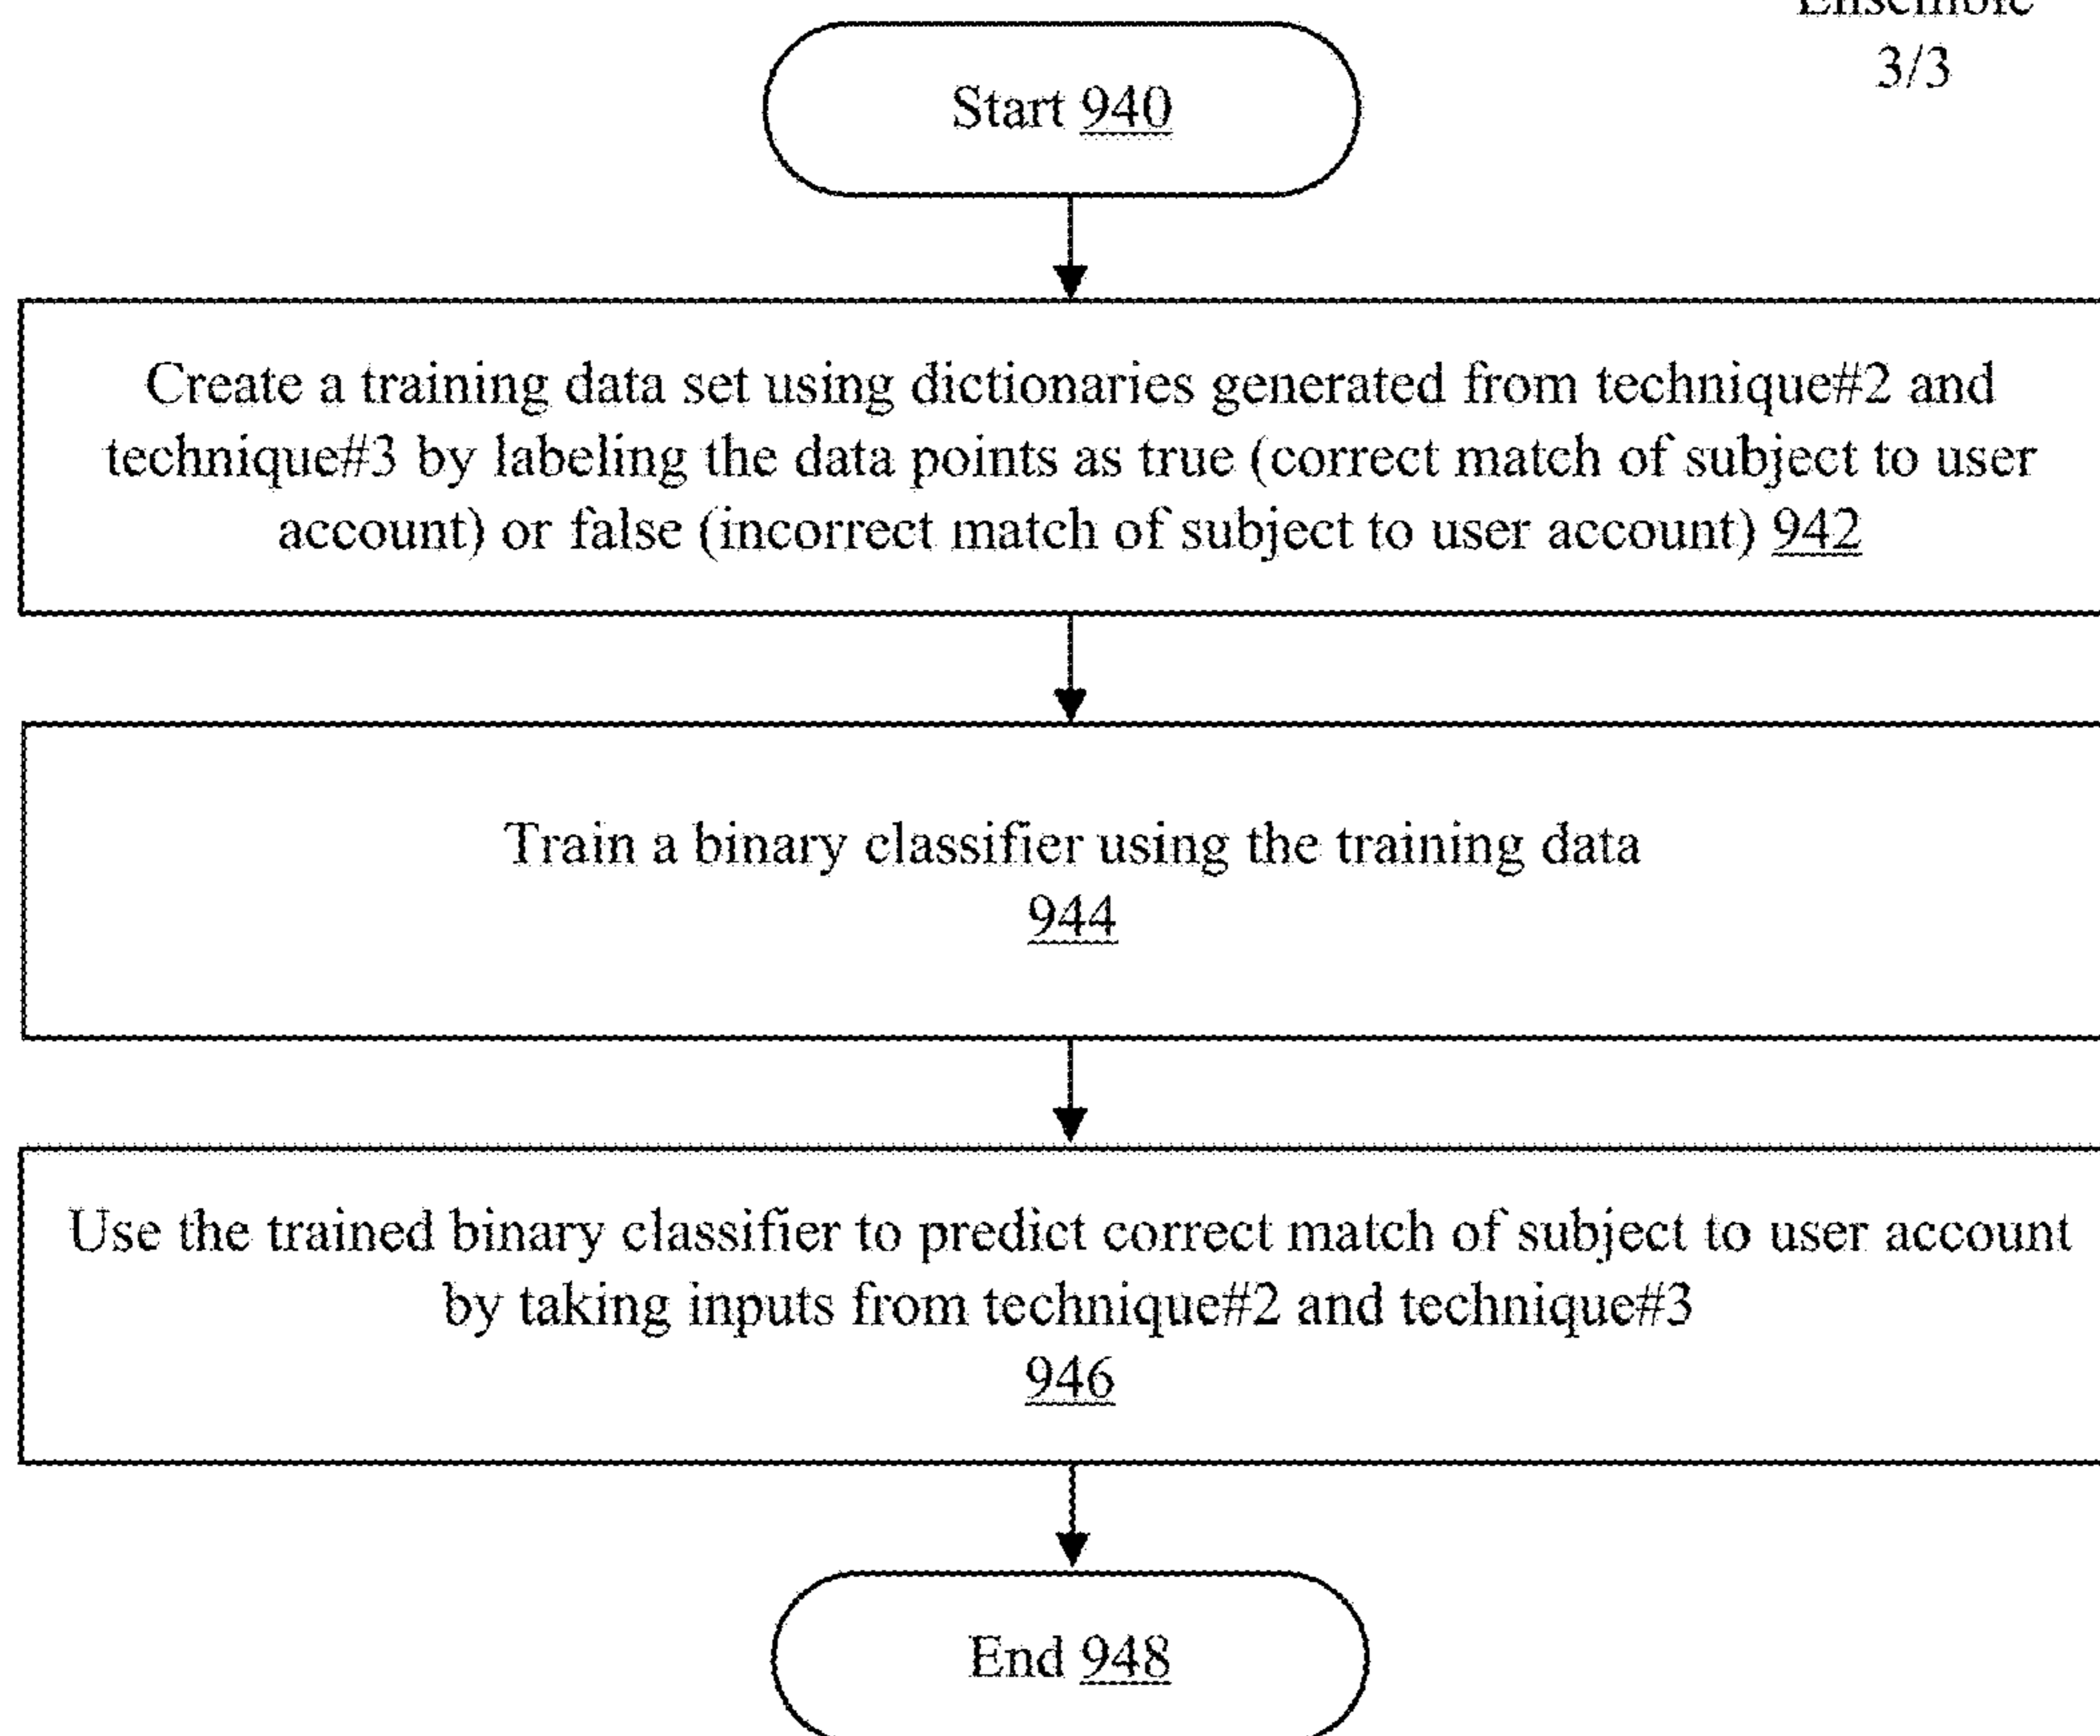 Ensemble
3/3
Start 940
Create a training data set using dictionaries generated from technique#2 and
technique#3 by labeling the data points as true (correct match of subject to user
account) or false (incorrect match of subject to user account) 942
Train a binary classifier using the training data
944
Use the trained binary classifier to predict correct match of subject to user account
by taking inputs from technique#2 and technique#3
946
End 948